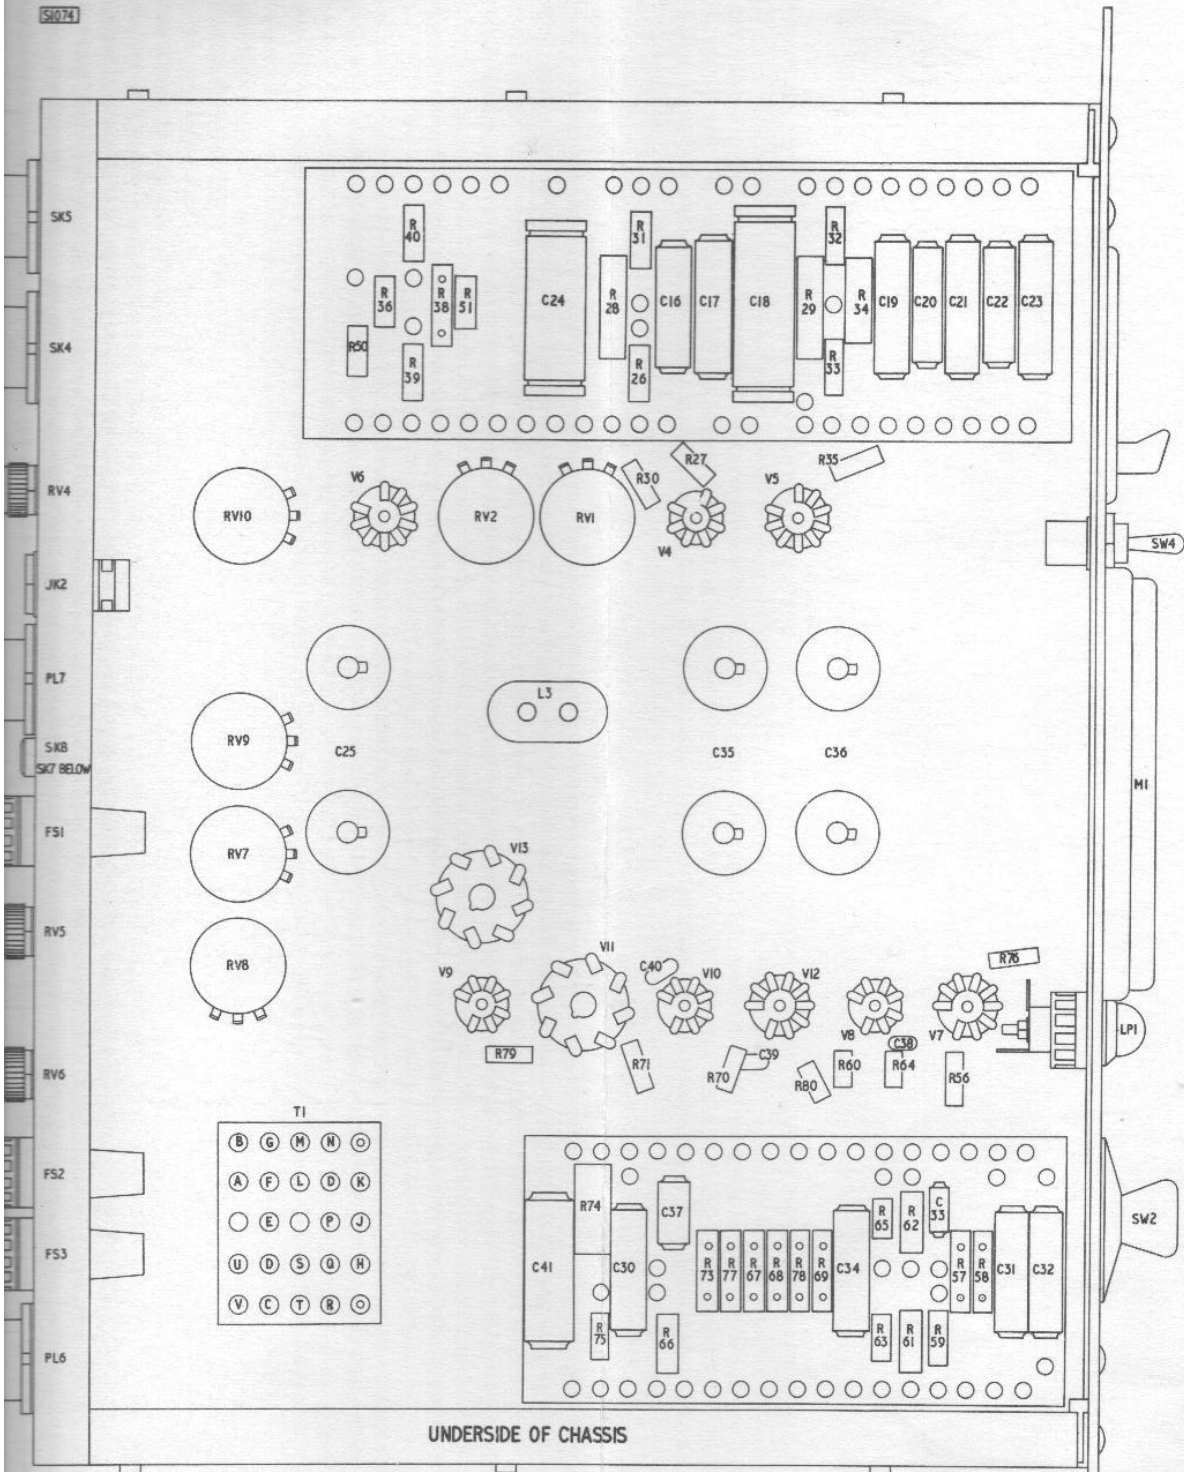 S1074
SK5
SK4
RV4
JK2
PL7
SK8
SK7 BELOW
FS1
RV5
RV6
FS2
FS3
PL6
R 40
R 36
R 38
R 51
R50
R 39
C24
R 28
R 31
R 26
C16
C17
C18
R 29
R 32
R 33
R 34
C19
C20
C21
C22
C23
RV10
V6
RV2
RV1
R30
R27
V4
V5
R35
SW4
L3
RV9
C25
C35
C36
M1
RV7
V13
RV8
V9
V11
C40
V10
V12
V8
V7
R76
LP1
R79
R71
R70
C39
R80
R60
C38
R64
R56
T1
B G M N
A F L D K
E P J
U D S Q H
V C T R
C41
R74
C30
C37
R 75
R 66
R 73
R 77
R 67
R 68
R 78
R 69
C34
R 65
R 62
C 33
R 63
R 61
R 59
R 57
R 58
C31
C32
SW2
UNDERSIDE OF CHASSIS